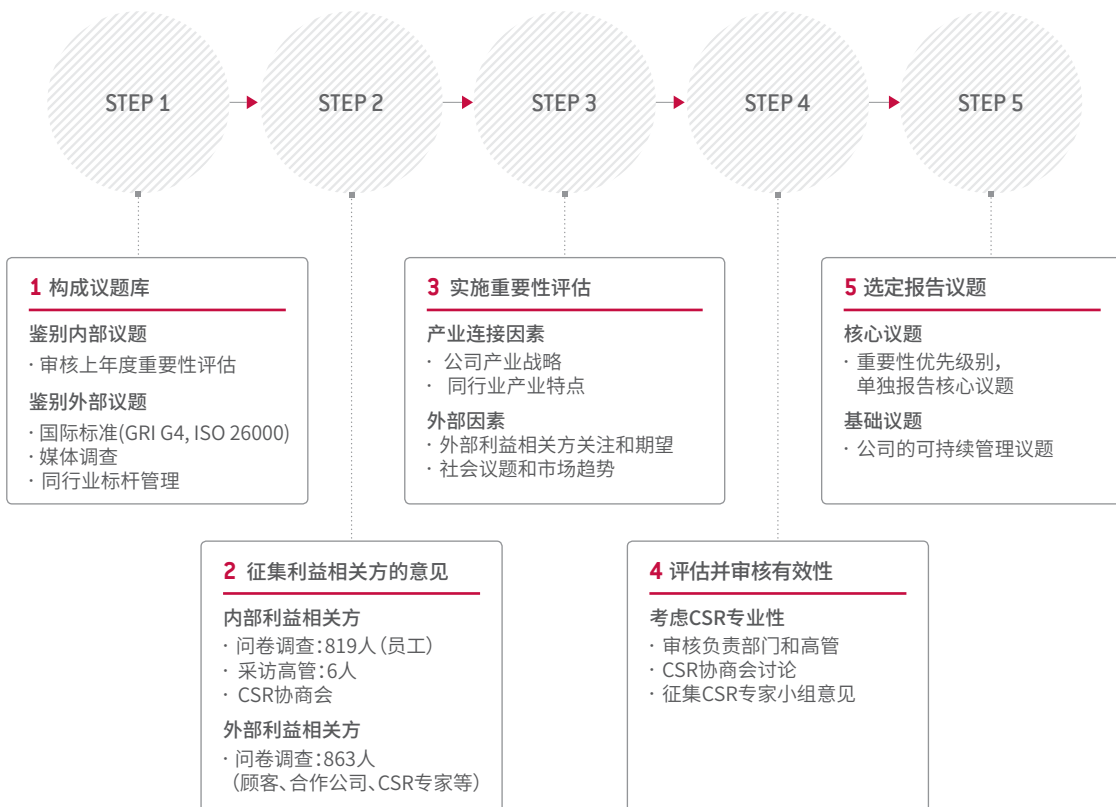 STEP 1
STEP 2
STEP 3
STEP 4
STEP 5
1 构成议题库
鉴别内部议题
· 审核上年度重要性评估
鉴别外部议题
· 国际标准(GRI G4, ISO 26000)
· 媒体调查
· 同行业标杆管理
2 征集利益相关方的意见
内部利益相关方
· 问卷调查:819人(员工)
· 采访高管:6人
· CSR协商会
外部利益相关方
· 问卷调查:863人
(顾客、合作公司、CSR专家等)
3 实施重要性评估
产业连接因素
· 公司产业战略
· 同行业产业特点
外部因素
· 外部利益相关方关注和期望
· 社会议题和市场趋势
4 评估并审核有效性
考虑CSR专业性
· 审核负责部门和高管
· CSR协商会讨论
· 征集CSR专家小组意见
5 选定报告议题
核心议题
· 重要性优先级别,
单独报告核心议题
基础议题
· 公司的可持续管理议题